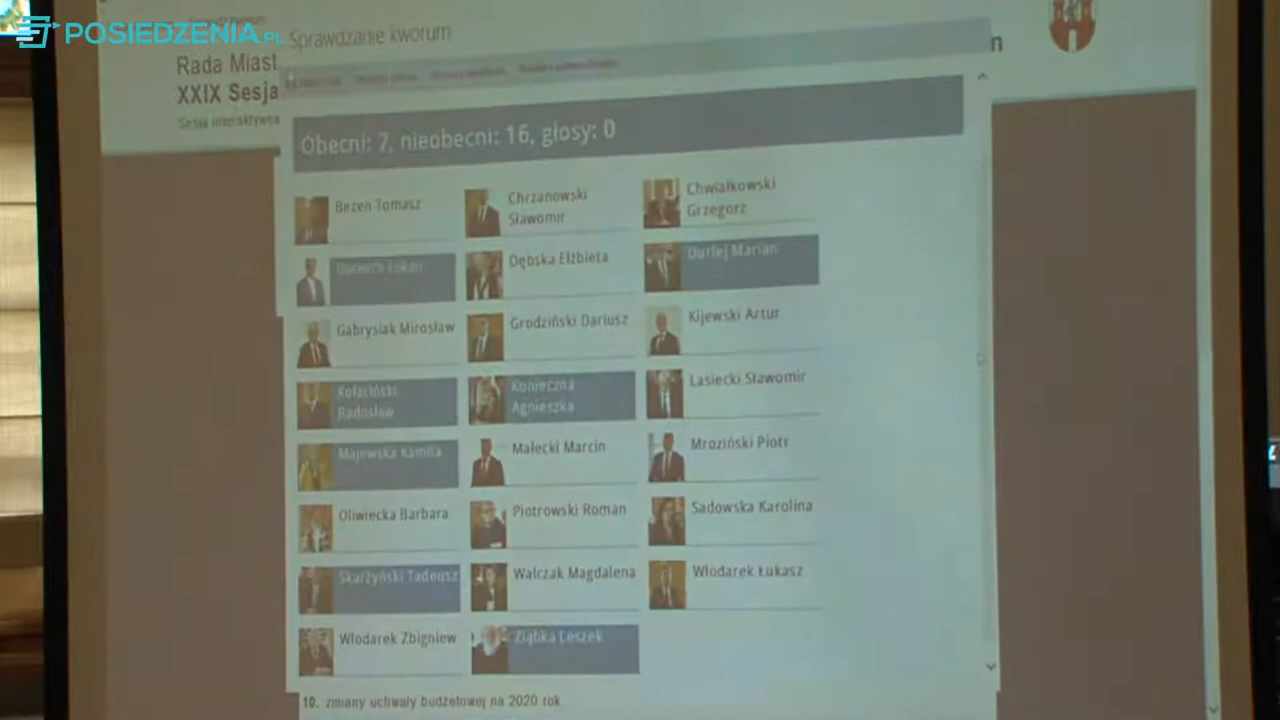 POSIEDZENIA.PL
Sprawdzanie kworum
Rada Miast
n
XXIX Sesja
Sesja interaktywna
Obecni: 7, nieobecni: 16, głosy: 0
Bezen Tomasz
Chrzanowski
Sławomir
Chwiałkowski
Grzegorz
Dębska Elżbieta
Durlej Marian
Gabrysiak Mirosław
Grodziński Dariusz
Kijewski Artur
Kołaciński
Radosław
Konieczna
Agnieszka
Lasiecki Sławomir
Majewska Kamila
Małecki Marcin
Mroziński Piotr
Oliwiecka Barbara
Piotrowski Roman
Sadowska Karolina
Skarżyński Tadeusz
Walczak Magdalena
Włodarek Łukasz
Włodarek Zbigniew
Ziąbka Leszek
10. zmiany uchwały budżetowej na 2020 rok